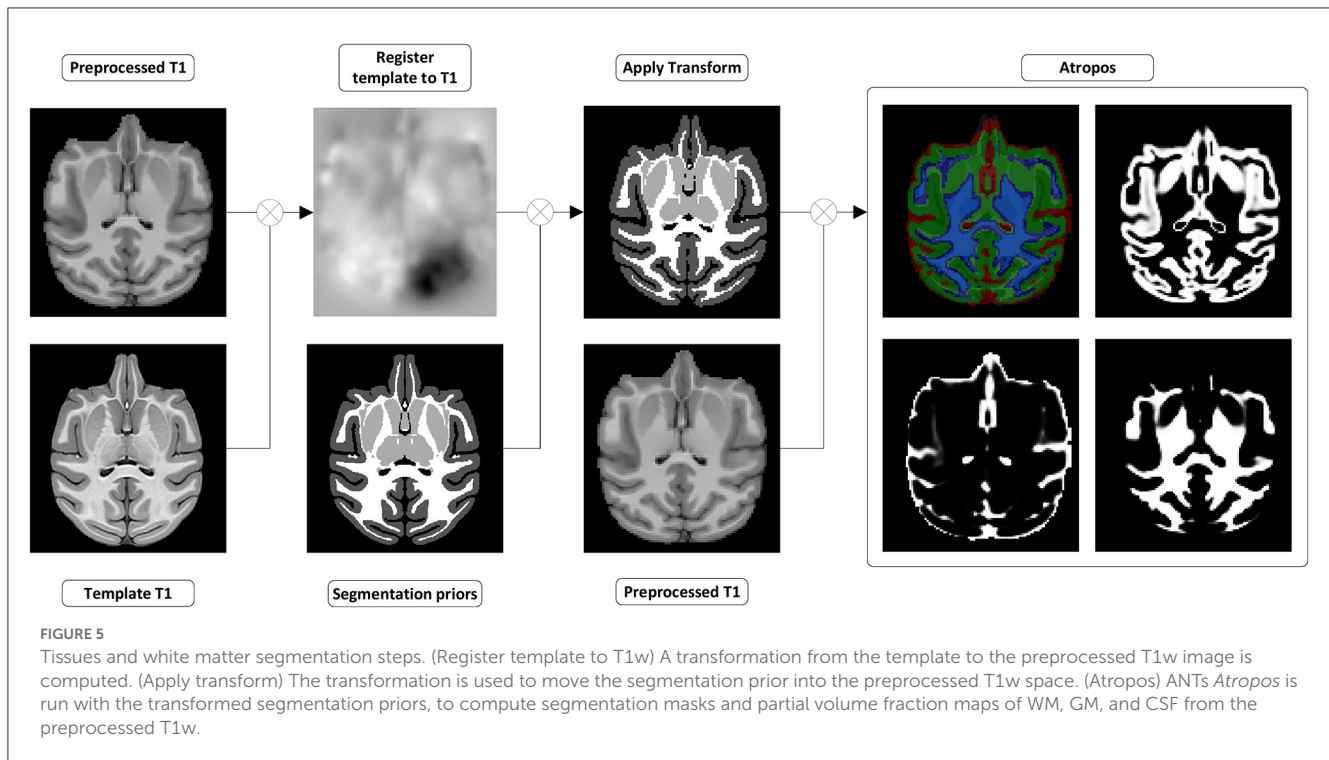 Preprocessed T1
Register
template to T1
Apply Transform
Atropos
Template T1
Segmentation priors
Preprocessed T1
FIGURE 5
Tissues and white matter segmentation steps. (Register template to T1w) A transformation from the template to the preprocessed T1w image is
computed. (Apply transform) The transformation is used to move the segmentation prior into the preprocessed T1w space. (Atropos) ANTs Atropos is
run with the transformed segmentation priors, to compute segmentation masks and partial volume fraction maps of WM, GM, and CSF from the
preprocessed T1w.